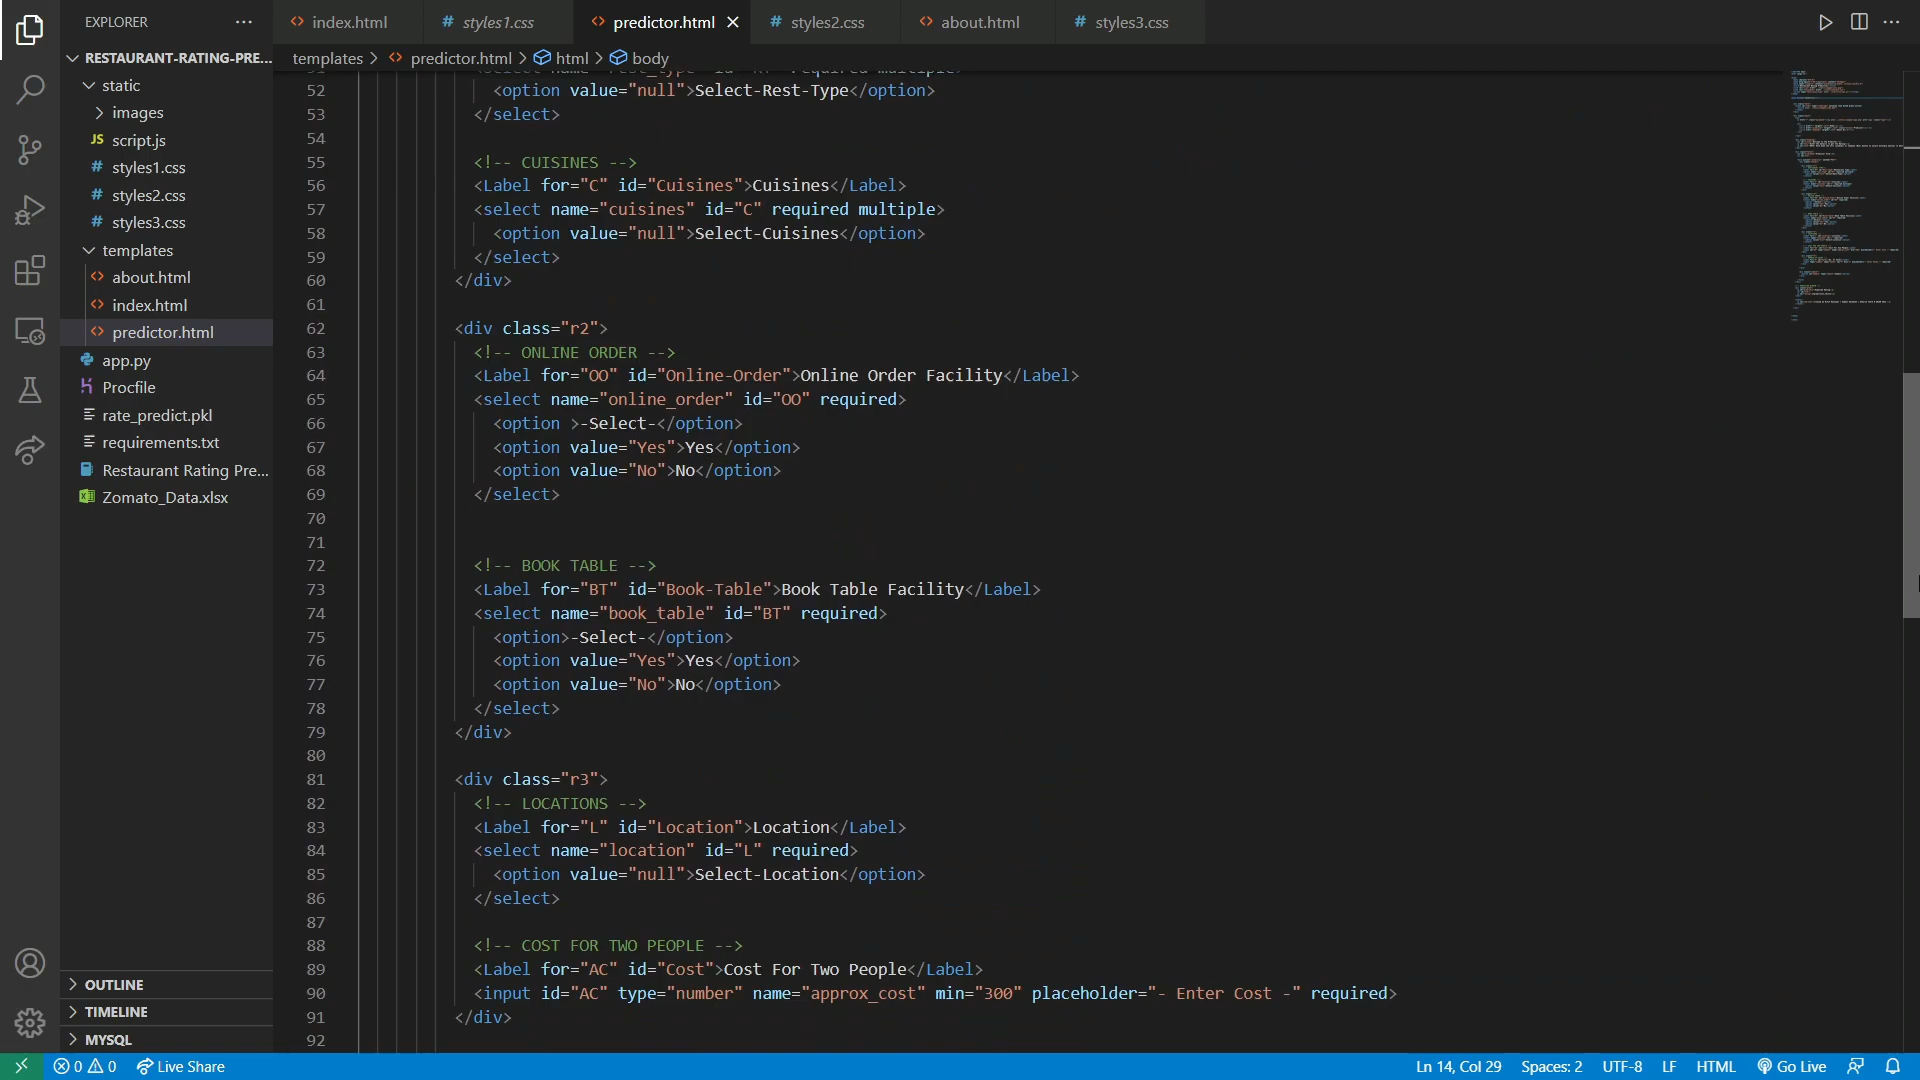 EXPLORER
RESTAURANT-RATING-PRE...
static
images
JS script.js
# styles1.css
# styles2.css
# styles3.css
templates
<> about.html
<> index.html
<> predictor.html
app.py
Procfile
rate_predict.pkl
requirements.txt
Restaurant Rating Pre...
Zomato_Data.xlsx
OUTLINE
TIMELINE
MYSQL
<> index.html # styles1.css <> predictor.html # styles2.css <> about.html # styles3.css
templates > <> predictor.html > html > body
52 <option value="null">Select-Rest-Type</option>
53 </select>
54
55 <!-- CUISINES -->
56 <Label for="C" id="Cuisines">Cuisines</Label>
57 <select name="cuisines" id="C" required multiple>
58 <option value="null">Select-Cuisines</option>
59 </select>
60 </div>
61
62 <div class="r2">
63 <!-- ONLINE ORDER -->
64 <Label for="OO" id="Online-Order">Online Order Facility</Label>
65 <select name="online_order" id="OO" required>
66 <option >-Select-</option>
67 <option value="Yes">Yes</option>
68 <option value="No">No</option>
69 </select>
70
71
72 <!-- BOOK TABLE -->
73 <Label for="BT" id="Book-Table">Book Table Facility</Label>
74 <select name="book_table" id="BT" required>
75 <option>-Select-</option>
76 <option value="Yes">Yes</option>
77 <option value="No">No</option>
78 </select>
79 </div>
80
81 <div class="r3">
82 <!-- LOCATIONS -->
83 <Label for="L" id="Location">Location</Label>
84 <select name="location" id="L" required>
85 <option value="null">Select-Location</option>
86 </select>
87
88 <!-- COST FOR TWO PEOPLE -->
89 <Label for="AC" id="Cost">Cost For Two People</Label>
90 <input id="AC" type="number" name="approx_cost" min="300" placeholder="- Enter Cost -" required>
91 </div>
92
0 0 Live Share Ln 14, Col 29 Spaces: 2 UTF-8 LF HTML Go Live